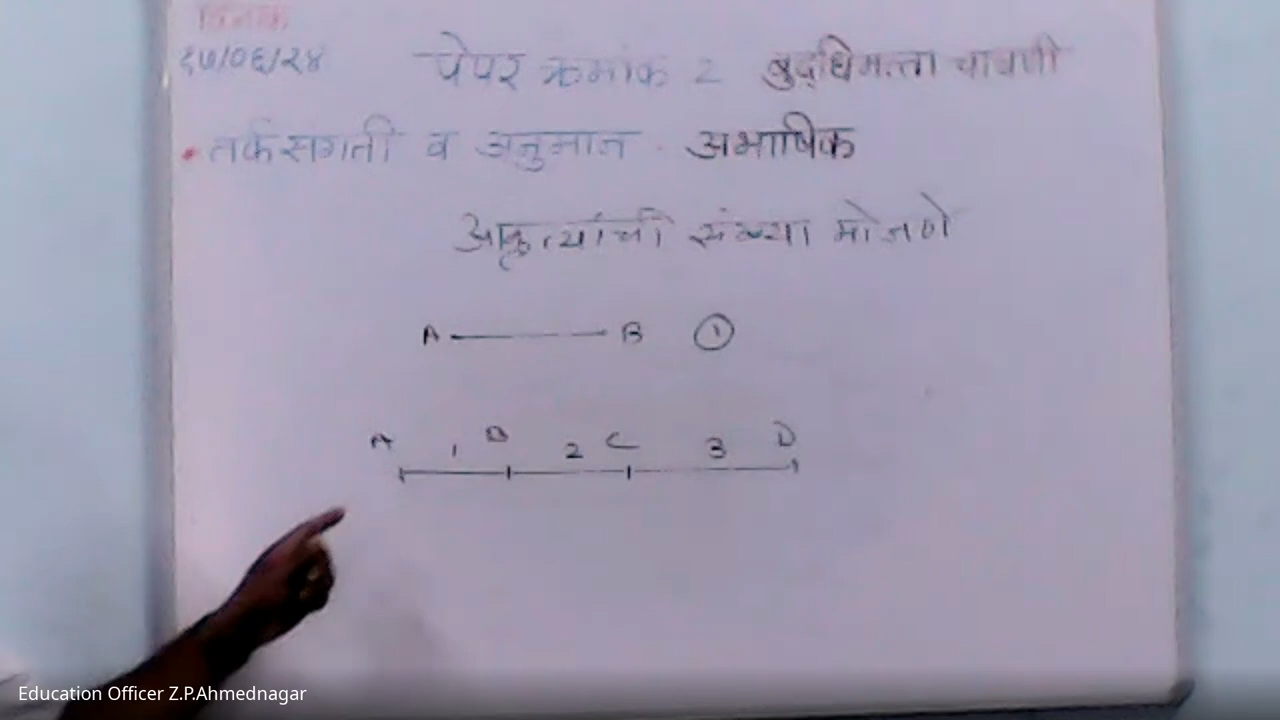 दिनांक
१७/०६/२४
पेपर क्रमांक 2 बुद्धिमत्ता चाचणी
तर्कसंगती व अनुमान अभाषिक
आकृत्यांची संख्या मोजणे
A B 1
A 1 B 2 C 3 D
Education Officer Z.P.Ahmednagar